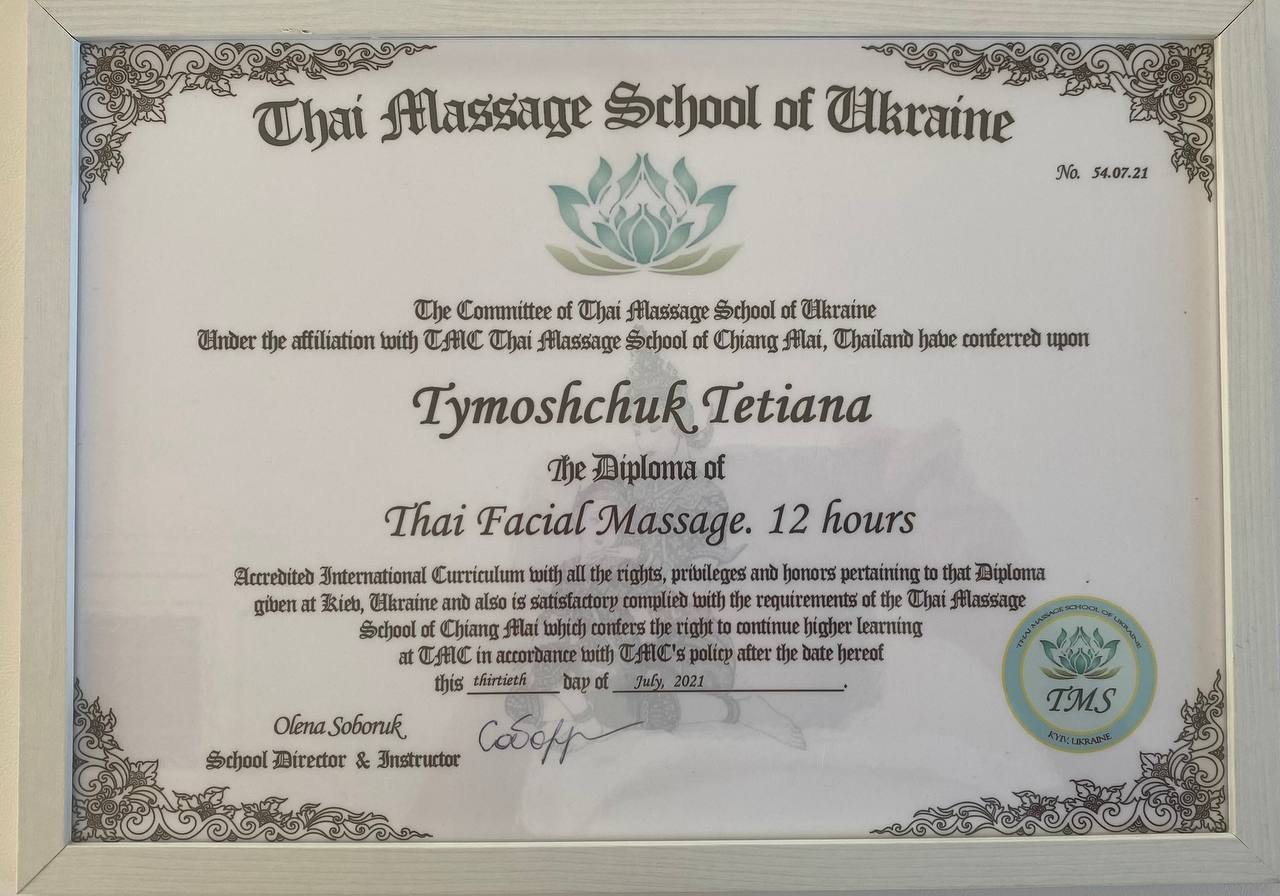 Thai Massage School of Ukraine
No. 54.07.21
The Committee of Thai Massage School of Ukraine
Under the affiliation with TMC Thai Massage School of Chiang Mai, Thailand have conferred upon
Tymoshchuk Tetiana
The Diploma of
Thai Facial Massage. 12 hours
Accredited International Curriculum with all the rights, privileges and honors pertaining to that Diploma
given at Kiev, Ukraine and also is satisfactory complied with the requirements of the Thai Massage
School of Chiang Mai which confers the right to continue higher learning
at TMC in accordance with TMC's policy after the date hereof
this thirtieth day of July, 2021.
Olena Soboruk
School Director & Instructor
THAI MASSAGE SCHOOL OF UKRAINE
TMS
KYIV, UKRAINE